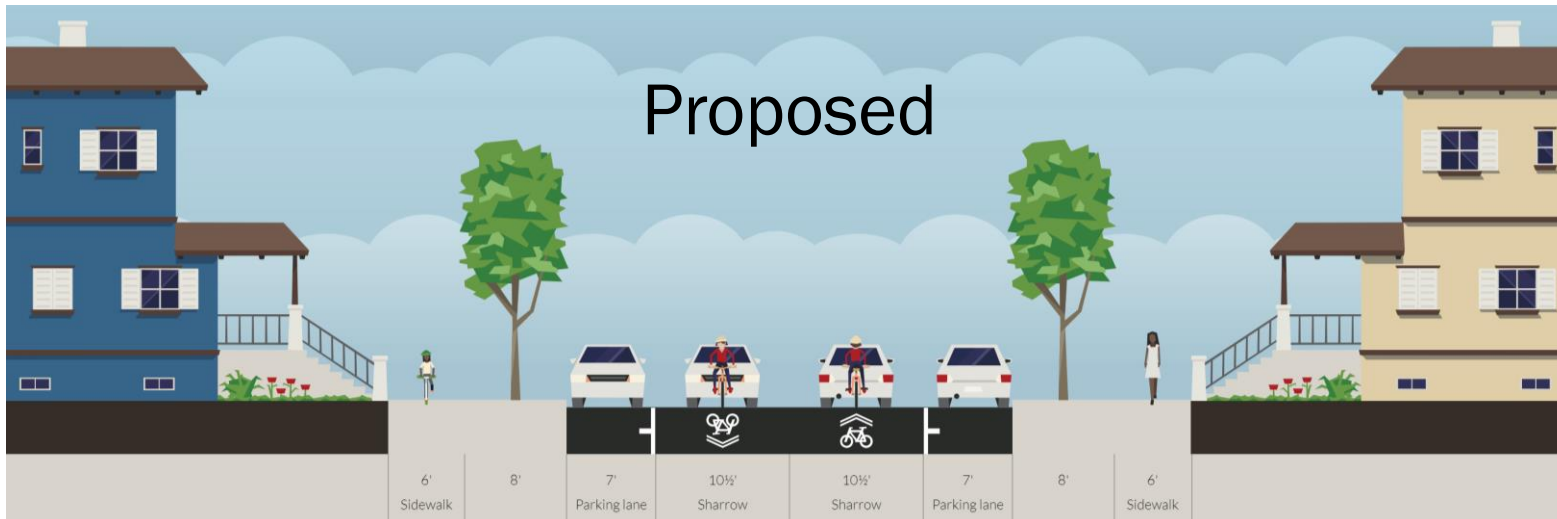 Proposed
6' 8' 7' 10½' 10½' 7' 8' 6'
Sidewalk Parking lane Sharrow Sharrow Parking lane Sidewalk